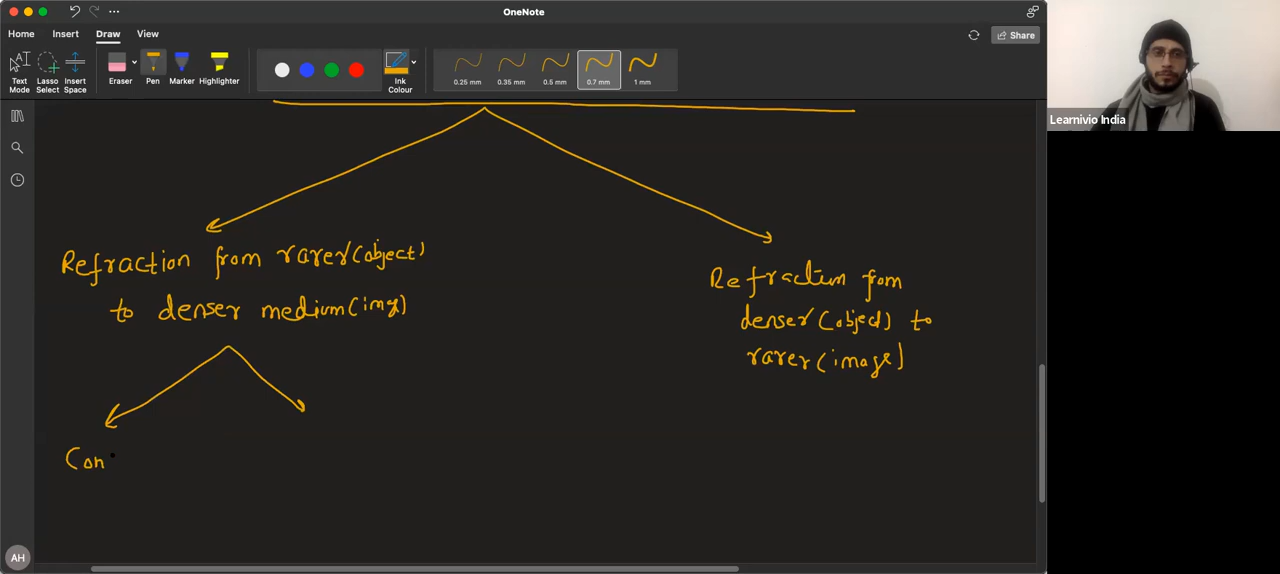 OneNote
Home Insert Draw View
Share
Text Mode
Lasso Select
Insert Space
Eraser
Pen
Marker
Highlighter
Ink Colour
0.25 mm
0.35 mm
0.5 mm
0.7 mm
1 mm
Learnivio India
Refraction from rarer(object)
to denser medium(img)
Refraction from
denser(object) to
rarer(image)
Con
AH